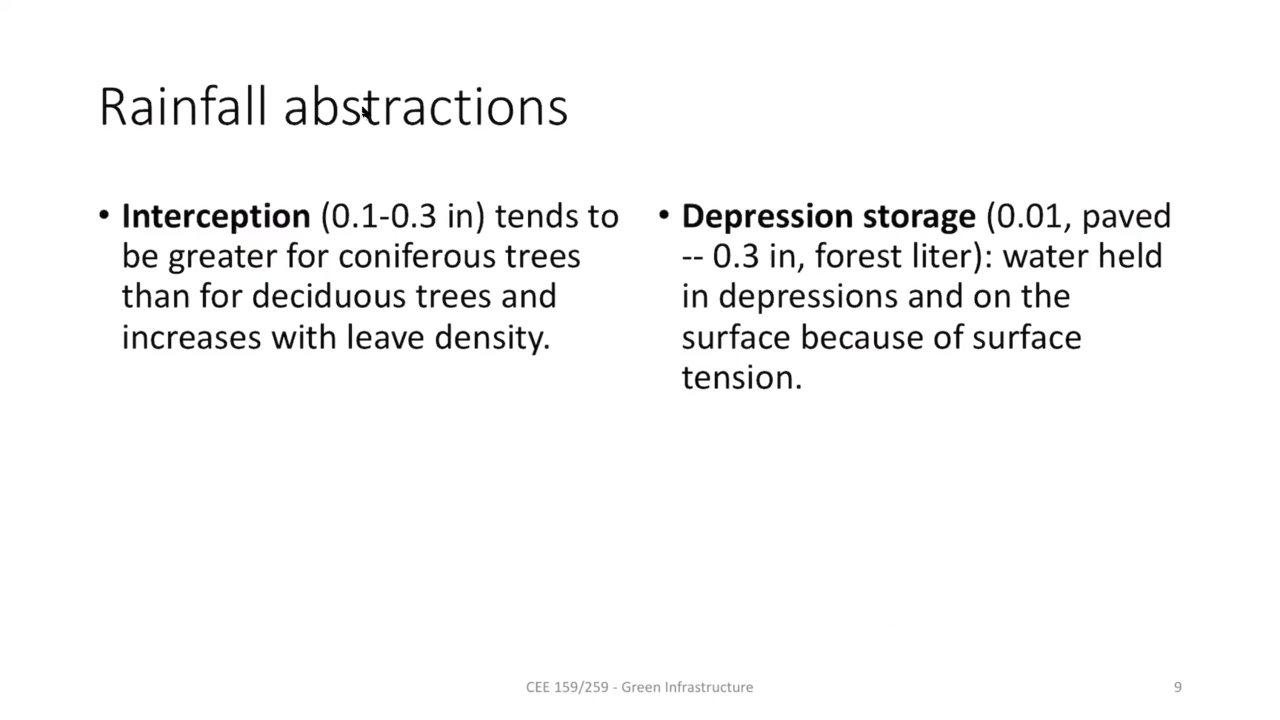 Rainfall abstractions
• Interception (0.1-0.3 in) tends to
be greater for coniferous trees
than for deciduous trees and
increases with leave density.
• Depression storage (0.01, paved
-- 0.3 in, forest liter): water held
in depressions and on the
surface because of surface
tension.
CEE 159/259 - Green Infrastructure
9